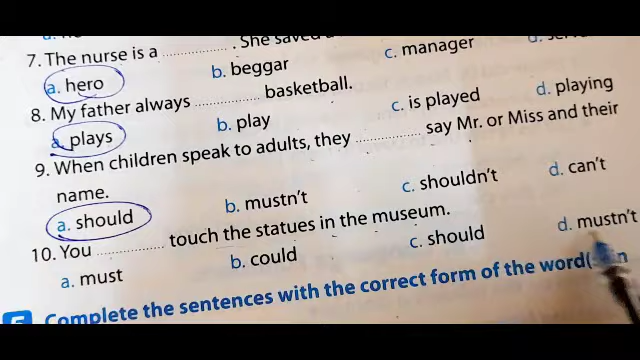 7. The nurse is a ............... . She saved a
a. hero b. beggar c. manager d.
8. My father always ............... basketball.
a. plays b. play c. is played d. playing
9. When children speak to adults, they ............... say Mr. or Miss and their
name.
a. should b. mustn't c. shouldn't d. can't
10. You ............... touch the statues in the museum.
a. must b. could c. should d. mustn't
Complete the sentences with the correct form of the word(